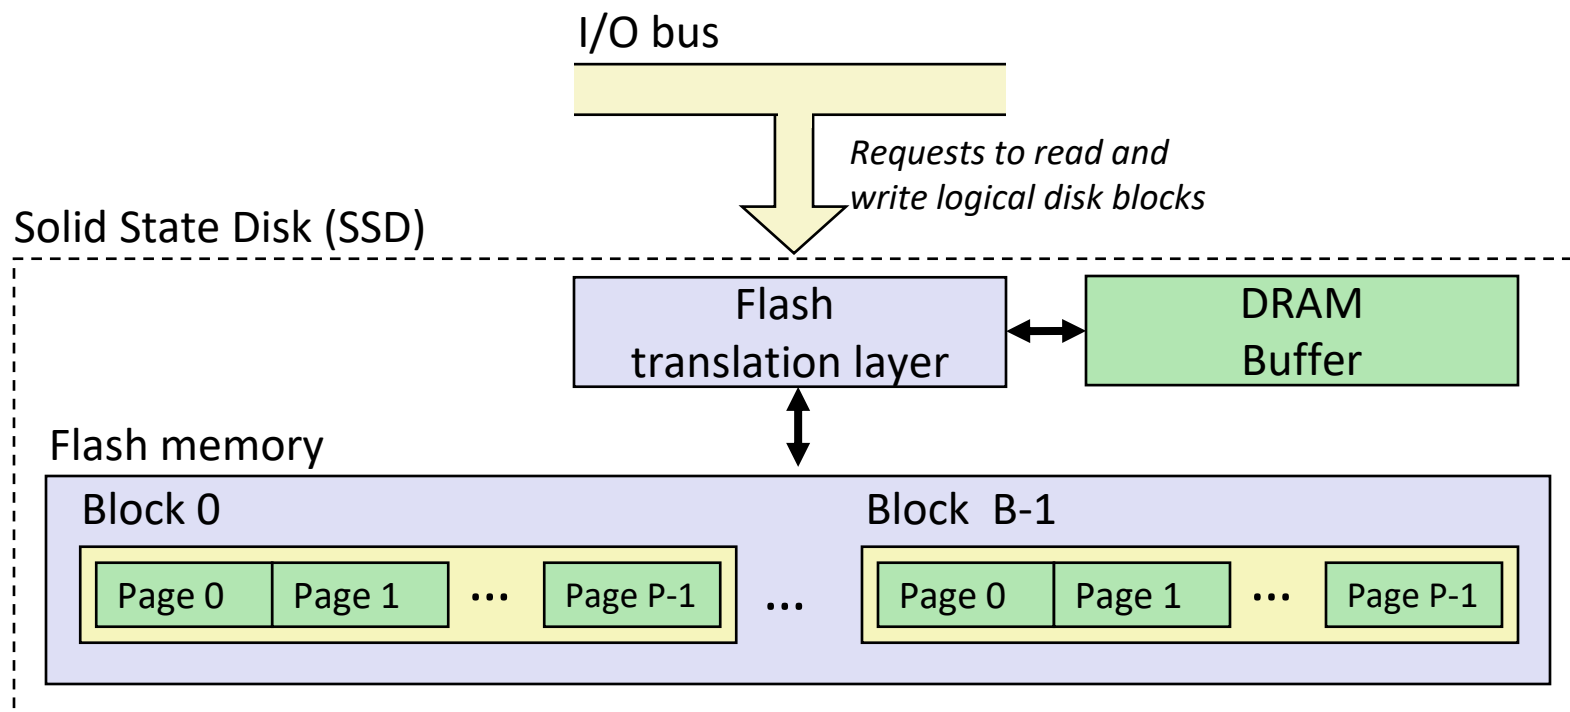 I/O bus
Requests to read and
write logical disk blocks
Solid State Disk (SSD)
Flash
translation layer
DRAM
Buffer
Flash memory
Block 0
Block  B-1
Page 0
Page 1
...
Page P-1
...
Page 0
Page 1
...
Page P-1